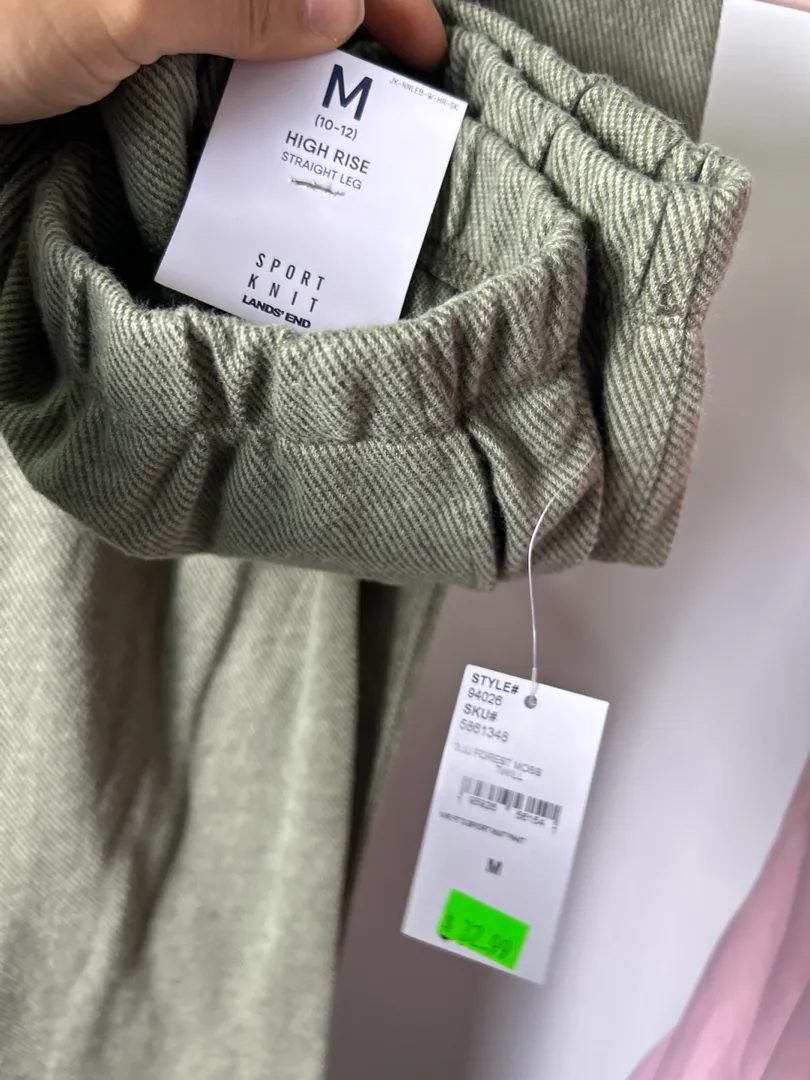 M
(10-12)
HIGH RISE
STRAIGHT LEG
SPORT
KNIT
LANDS' END
STYLE#
94026
SKU#
5861348
FOREST MOSS
TWILL
M